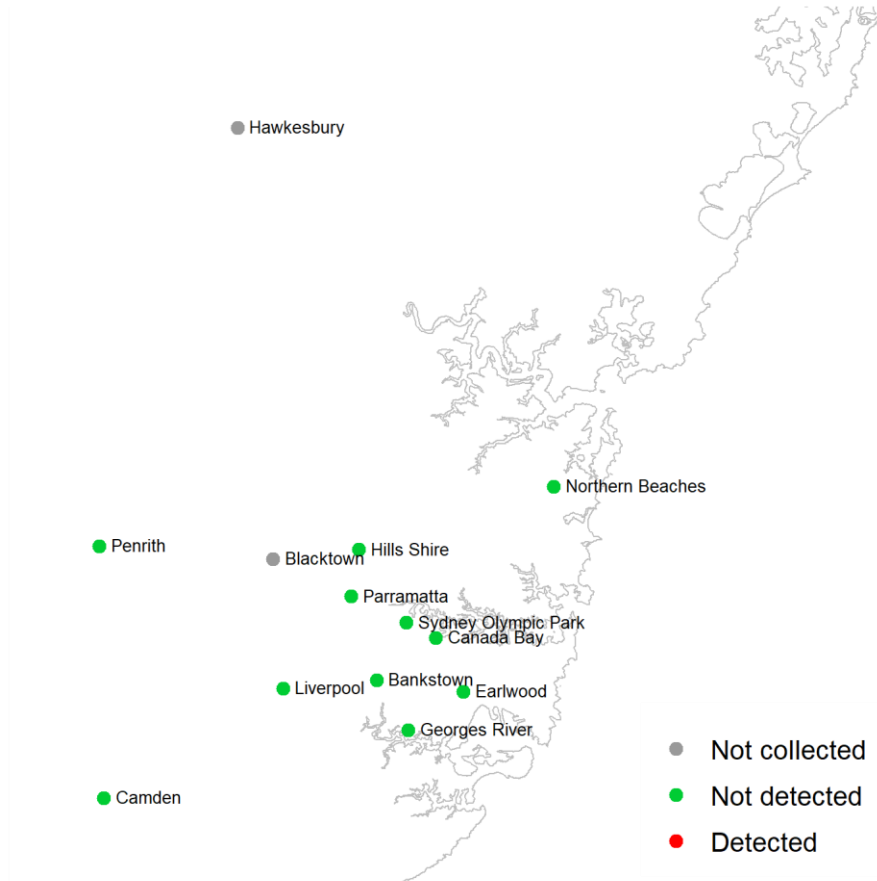 Hawkesbury
Northern Beaches
Penrith
Hills Shire
Blacktown
Parramatta
Sydney Olympic Park
Canada Bay
Bankstown
Liverpool
Earlwood
Georges River
Camden
Not collected
Not detected
Detected